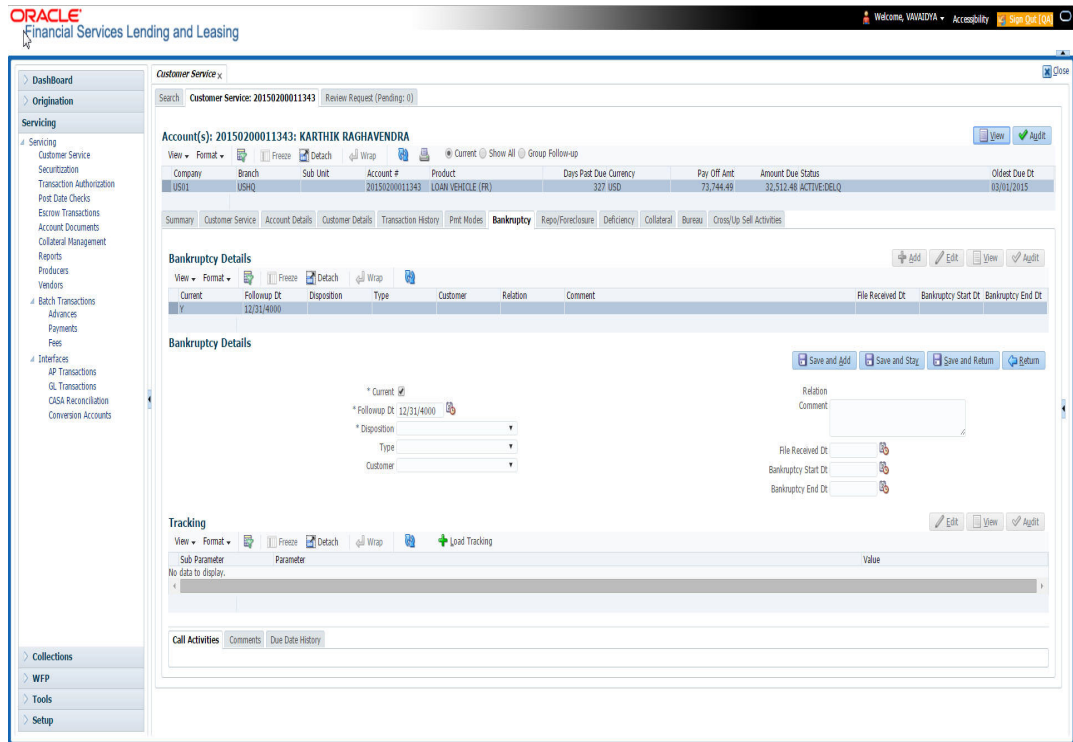 ORACLE'
Financial Services Lending and Leasing
Welcome, VAVAIDYA Accessibility Sign Out [QA]
Close
DashBoard
Origination
Servicing
Servicing
Customer Service
Securitization
Transaction Authorization
Post Date Checks
Escrow Transactions
Account Documents
Collateral Management
Reports
Producers
Vendors
Batch Transactions
Advances
Payments
Fees
Interfaces
AP Transactions
GL Transactions
CASA Reconciliation
Conversion Accounts
Collections
WFP
Tools
Setup
Customer Service x
Search Customer Service: 20150200011343 Review Request (Pending: 0)
Account(s): 20150200011343: KARTHIK RAGHAVENDRA
View Audit
View Format Freeze Detach Wrap Current Show All Group Follow-up
Company Branch Sub Unit Account # Product Days Past Due Currency Pay Off Amt Amount Due Status Oldest Due Dt
US01 USHQ 20150200011343 LOAN VEHICLE (FR) 327 USD 73,744.49 32,512.48 ACTIVE:DELQ 03/01/2015
Summary Customer Service Account Details Customer Details Transaction History Pmt Modes Bankruptcy Repo/Foreclosure Deficiency Collateral Bureau Cross/Up Sell Activities
Bankruptcy Details
Add Edit View Audit
View Format Freeze Detach Wrap
Current Followup Dt Disposition Type Customer Relation Comment File Received Dt Bankruptcy Start Dt Bankruptcy End Dt
Y 12/31/4000
Bankruptcy Details
Save and Add Save and Stay Save and Return Return
* Current
* Followup Dt 12/31/4000
* Disposition
Type
Customer
Relation
Comment
File Received Dt
Bankruptcy Start Dt
Bankruptcy End Dt
Tracking
Edit View Audit
View Format Freeze Detach Wrap Load Tracking
Sub Parameter Parameter Value
No data to display.
Call Activities Comments Due Date History